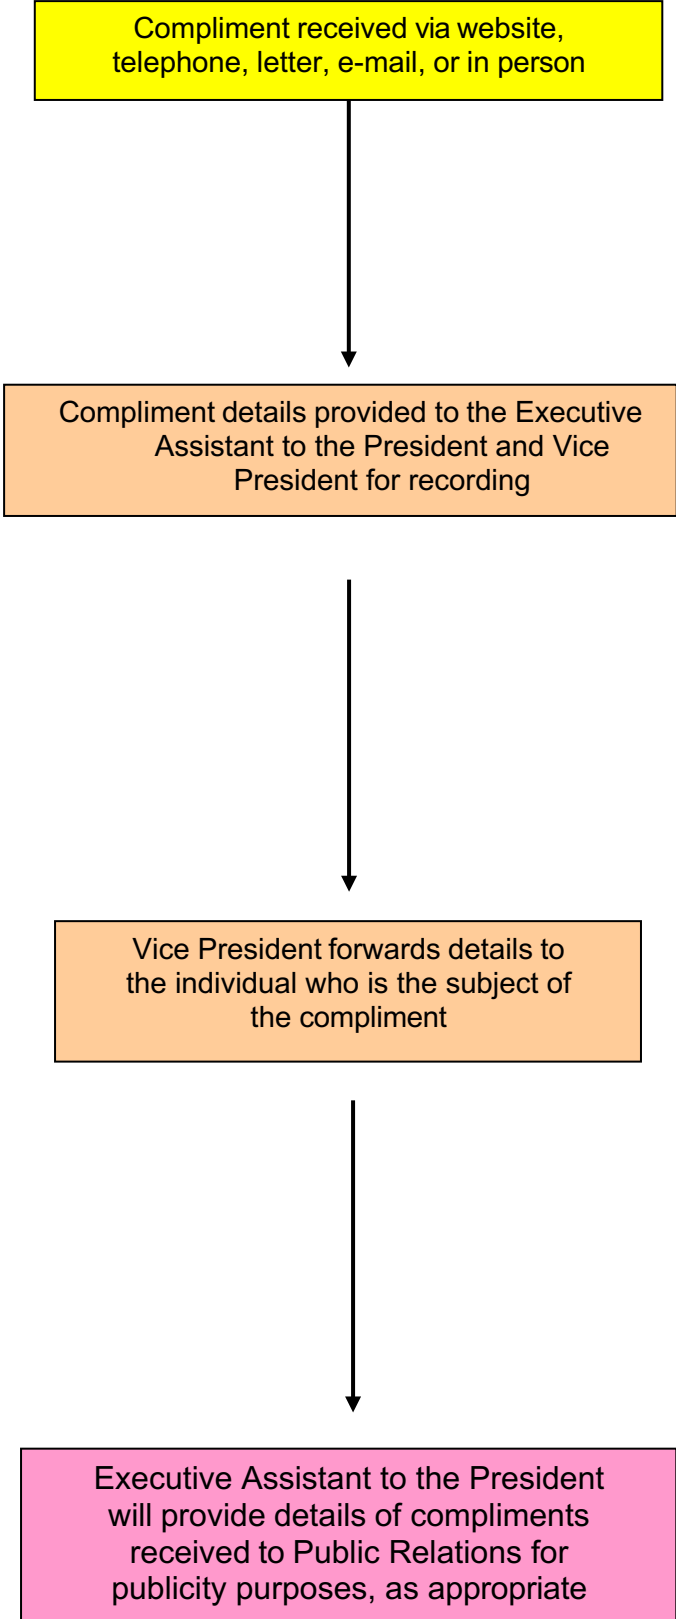 Compliment received via website,
telephone, letter, e-mail, or in person
Compliment details provided to the Executive
Assistant to the President and Vice
President for recording
Vice President forwards details to
the individual who is the subject of
the compliment
Executive Assistant to the President
will provide details of compliments
received to Public Relations for
publicity purposes, as appropriate